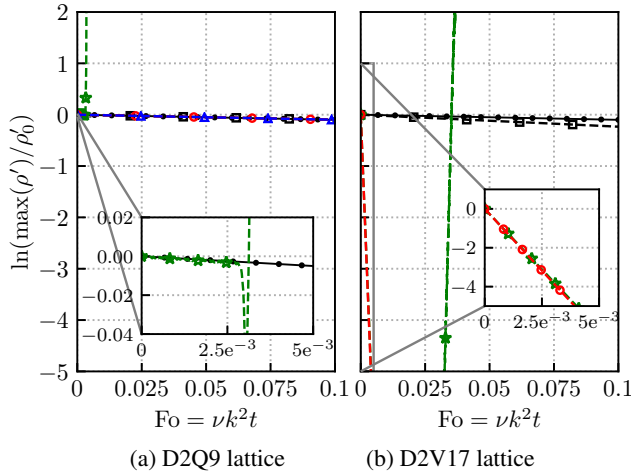 ln(max(ρ′)/ρ′₀)
2
1
0
−1
−2
−3
−4
−5
0.02
0.00
−0.02
−0.04
0 2.5e⁻³ 5e⁻³
0 0.025 0.05 0.075 0.1
Fo = νk²t
(a) D2Q9 lattice
0
−2
−4
0 2.5e⁻³ 5e⁻³
0 0.025 0.05 0.075 0.1
Fo = νk²t
(b) D2V17 lattice